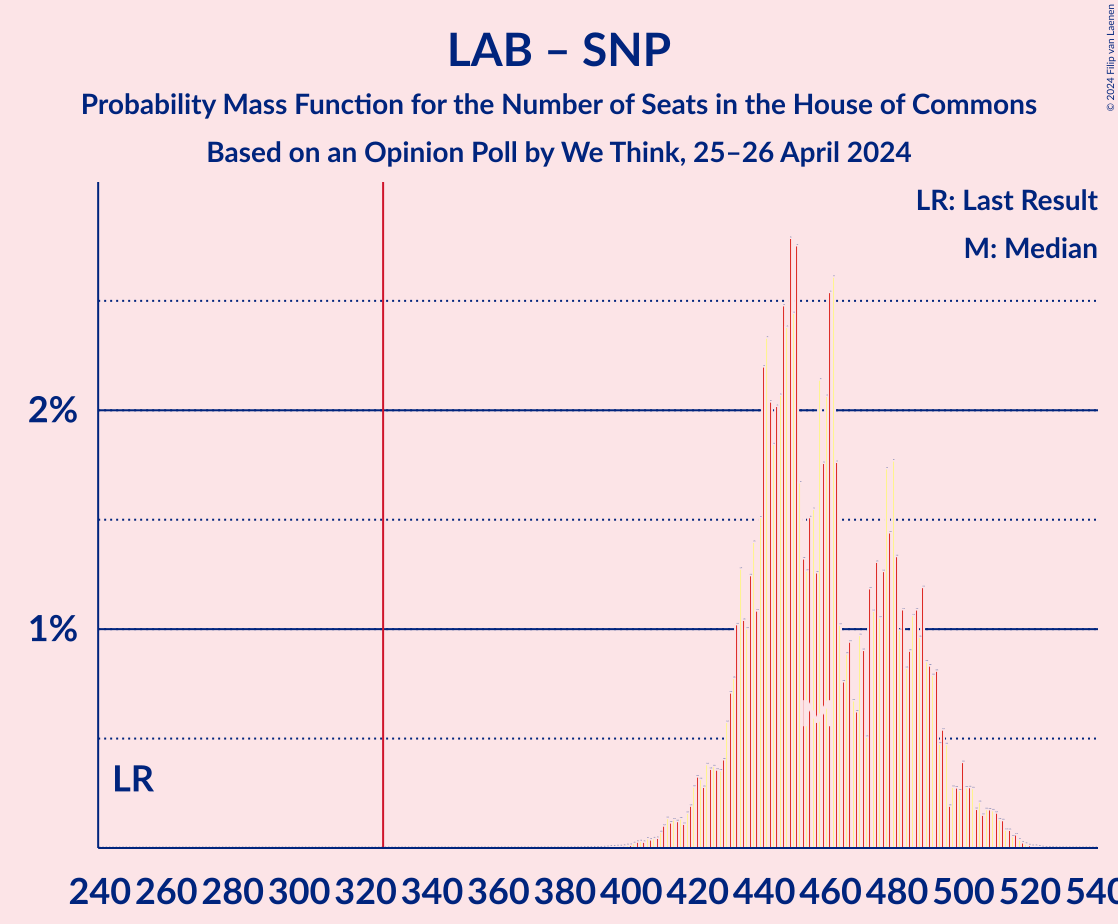 LAB – SNP
Probability Mass Function for the Number of Seats in the House of Commons
Based on an Opinion Poll by We Think, 25–26 April 2024
© 2024 Filip van Laenen
LR: Last Result
M: Median
2%
1%
LR
240 260 280 300 320 340 360 380 400 420 440 460 480 500 520 540